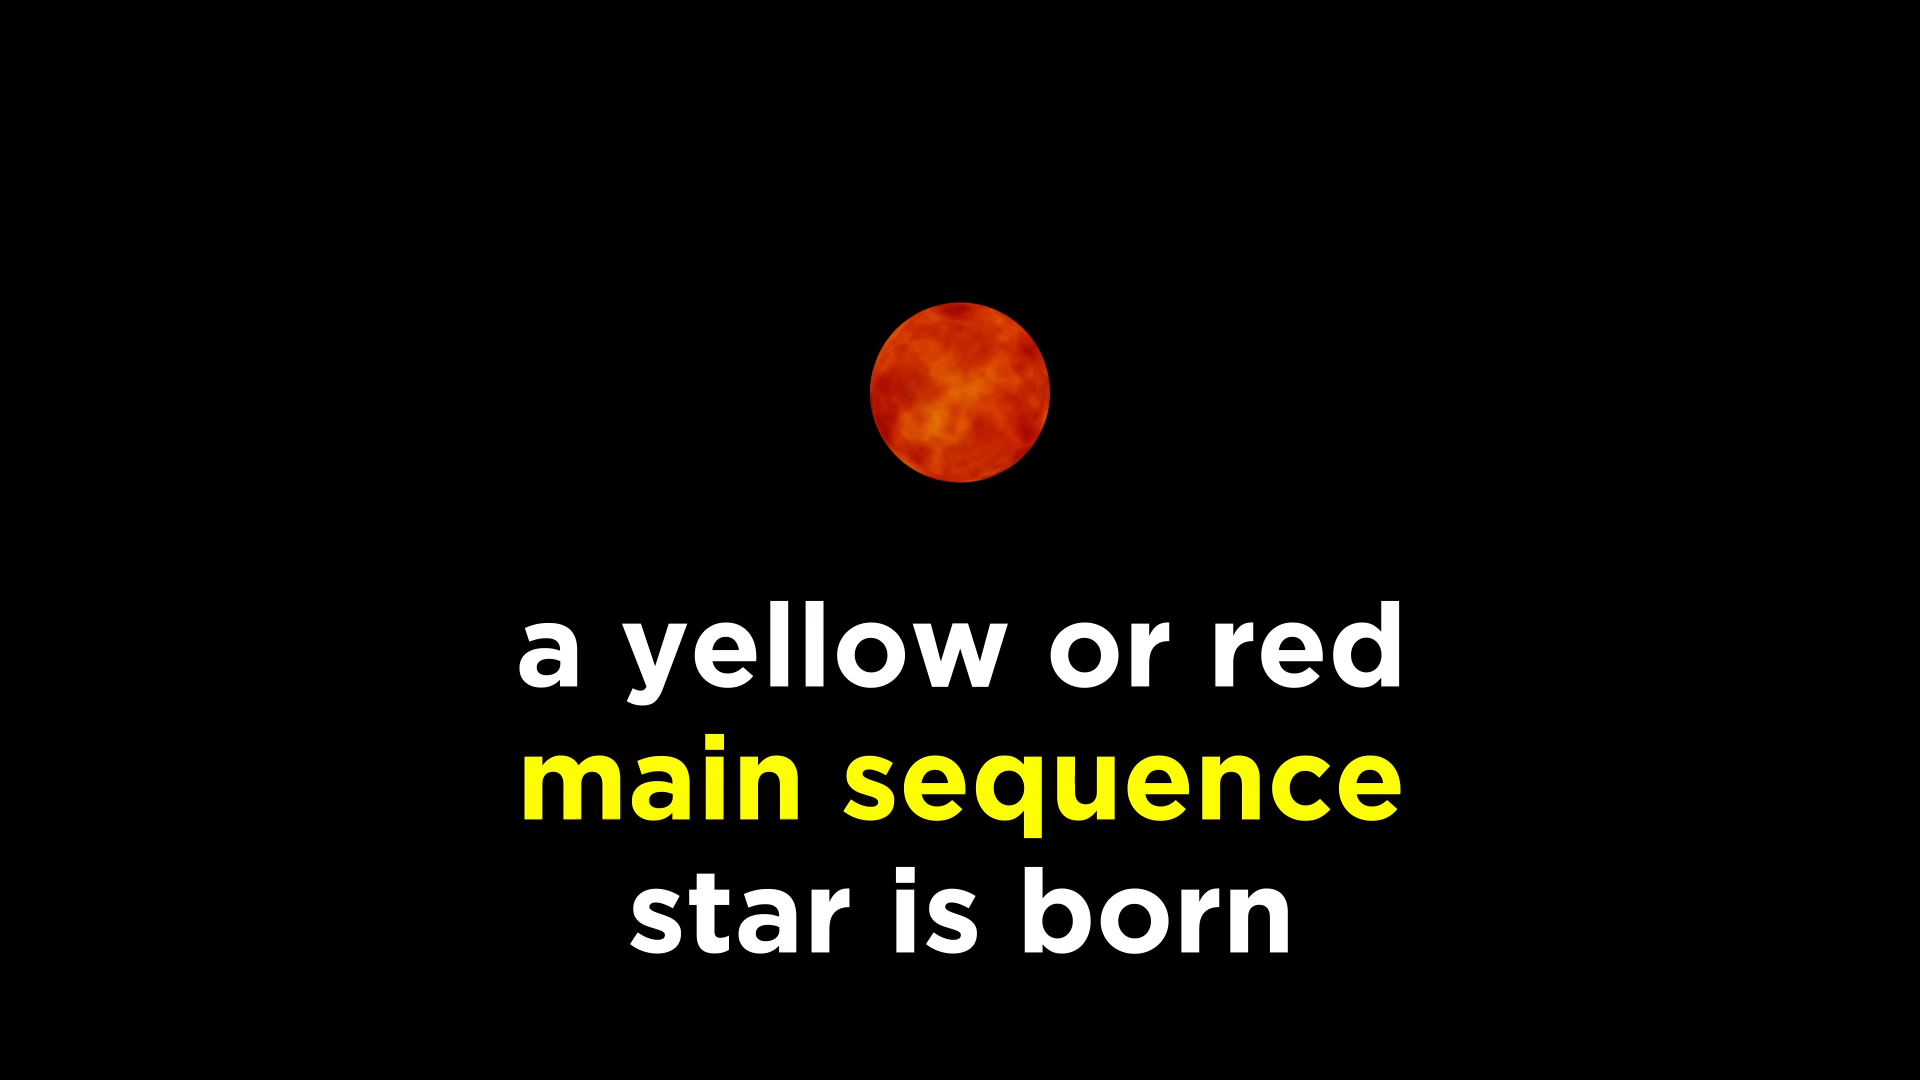 a yellow or red
main sequence
star is born